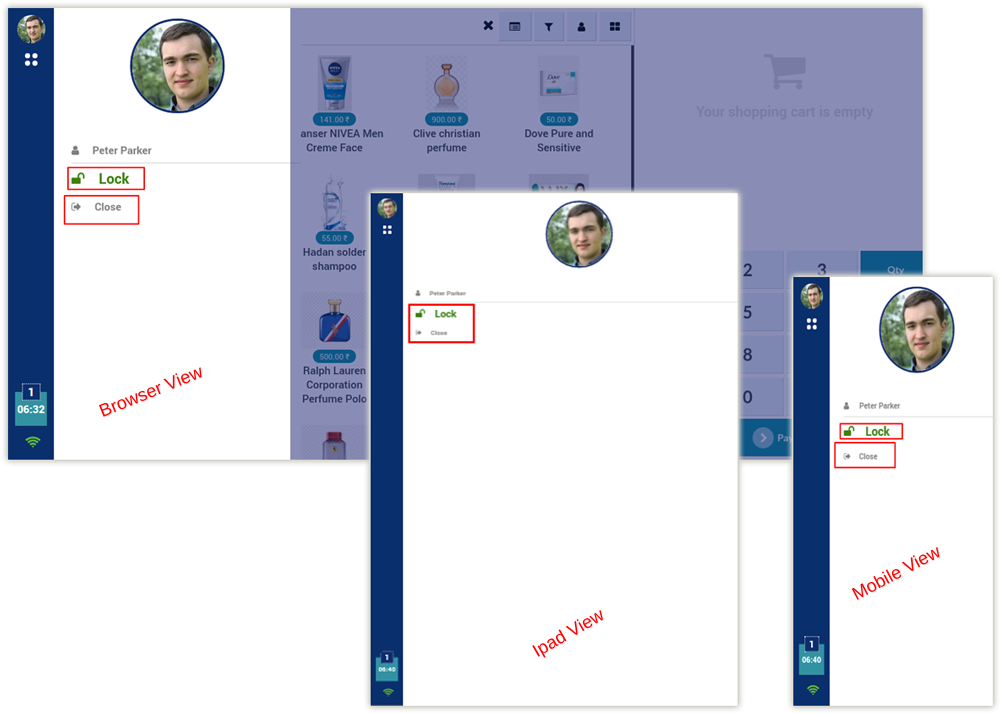 Your shopping cart is empty
141.00 ₹
900.00 ₹
50.00 ₹
anser NIVEA Men
Creme Face
Clive christian
perfume
Dove Pure and
Sensitive
Peter Parker
Lock
Close
55.00 ₹
Hadan solder
shampoo
2
3
Qty
5
8
0
Pay
500.00 ₹
Ralph Lauren
Corporation
Perfume Polo
Browser View
1
06:32
Peter Parker
Lock
Close
Ipad View
1
06:40
Peter Parker
Lock
Close
Mobile View
1
06:40